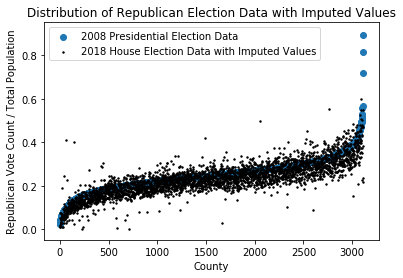 Distribution of Republican Election Data with Imputed Values
2008 Presidential Election Data
2018 House Election Data with Imputed Values
Republican Vote Count / Total Population
0.8
0.6
0.4
0.2
0.0
0 500 1000 1500 2000 2500 3000
County